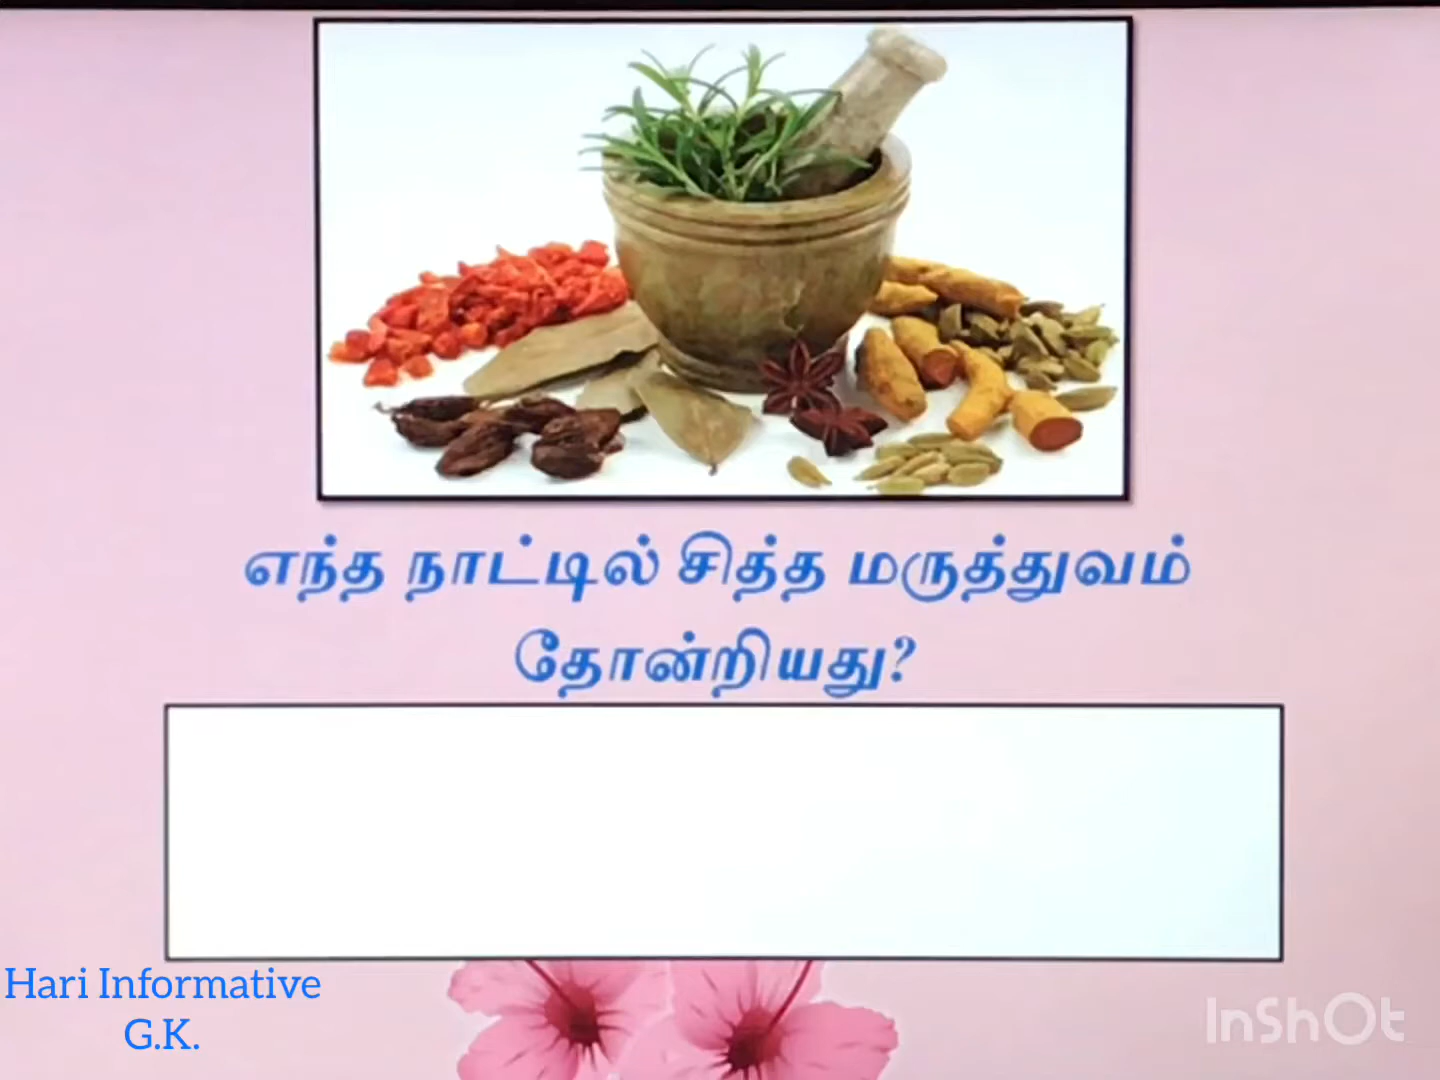 எந்த நாட்டில் சித்த மருத்துவம்
தோன்றியது?
Hari Informative
G.K.
InShOt